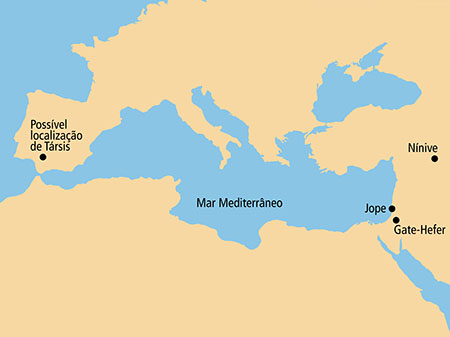 Possível
localização
de Társis
Nínive
Mar Mediterrâneo
Jope
Gate-Hefer